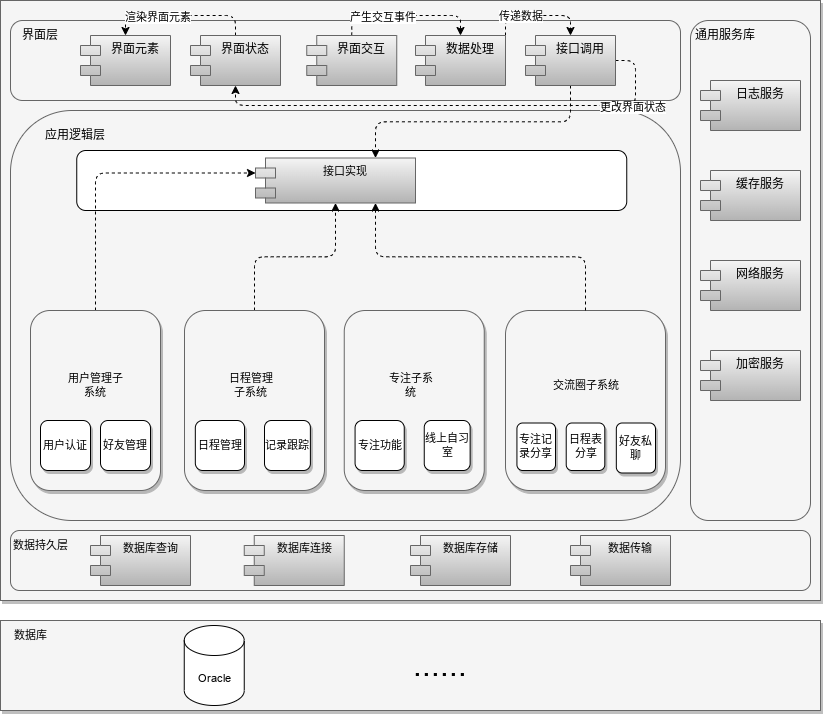 渲染界面元素
产生交互事件
传递数据
界面层
界面元素
界面状态
界面交互
数据处理
接口调用
通用服务库
更改界面状态
日志服务
缓存服务
网络服务
加密服务
应用逻辑层
接口实现
用户管理子
系统
用户认证
好友管理
日程管理
子系统
日程管理
记录跟踪
专注子系
统
专注功能
线上自习
室
交流圈子系统
专注记
录分享
日程表
分享
好友私
聊
数据持久层
数据库查询
数据库连接
数据库存储
数据传输
数据库
Oracle
......